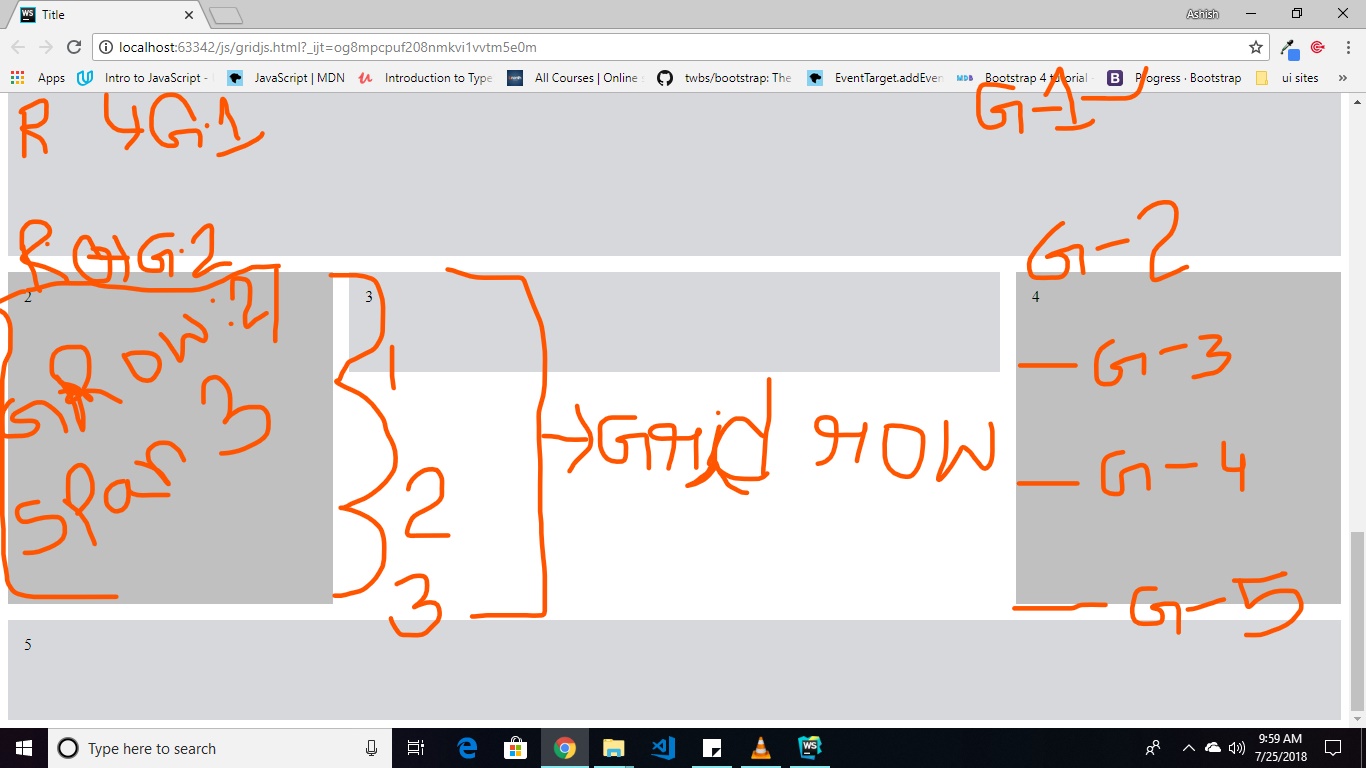 Title
Ashish
localhost:63342/js/gridjs.html?_ijt=og8mpcpuf208nmkvi1vvtm5e0m
Apps Intro to JavaScript - JavaScript | MDN Introduction to Type All Courses | Online twbs/bootstrap: The EventTarget.addEven Bootstrap 4 tutorial Progress · Bootstrap ui sites »
R G.1 G-1
R G.2 G-2
2 3 4
Row:2
1 G-3
span 3
Grid row G-4
2
3 G-5
5
Type here to search
9:59 AM
7/25/2018